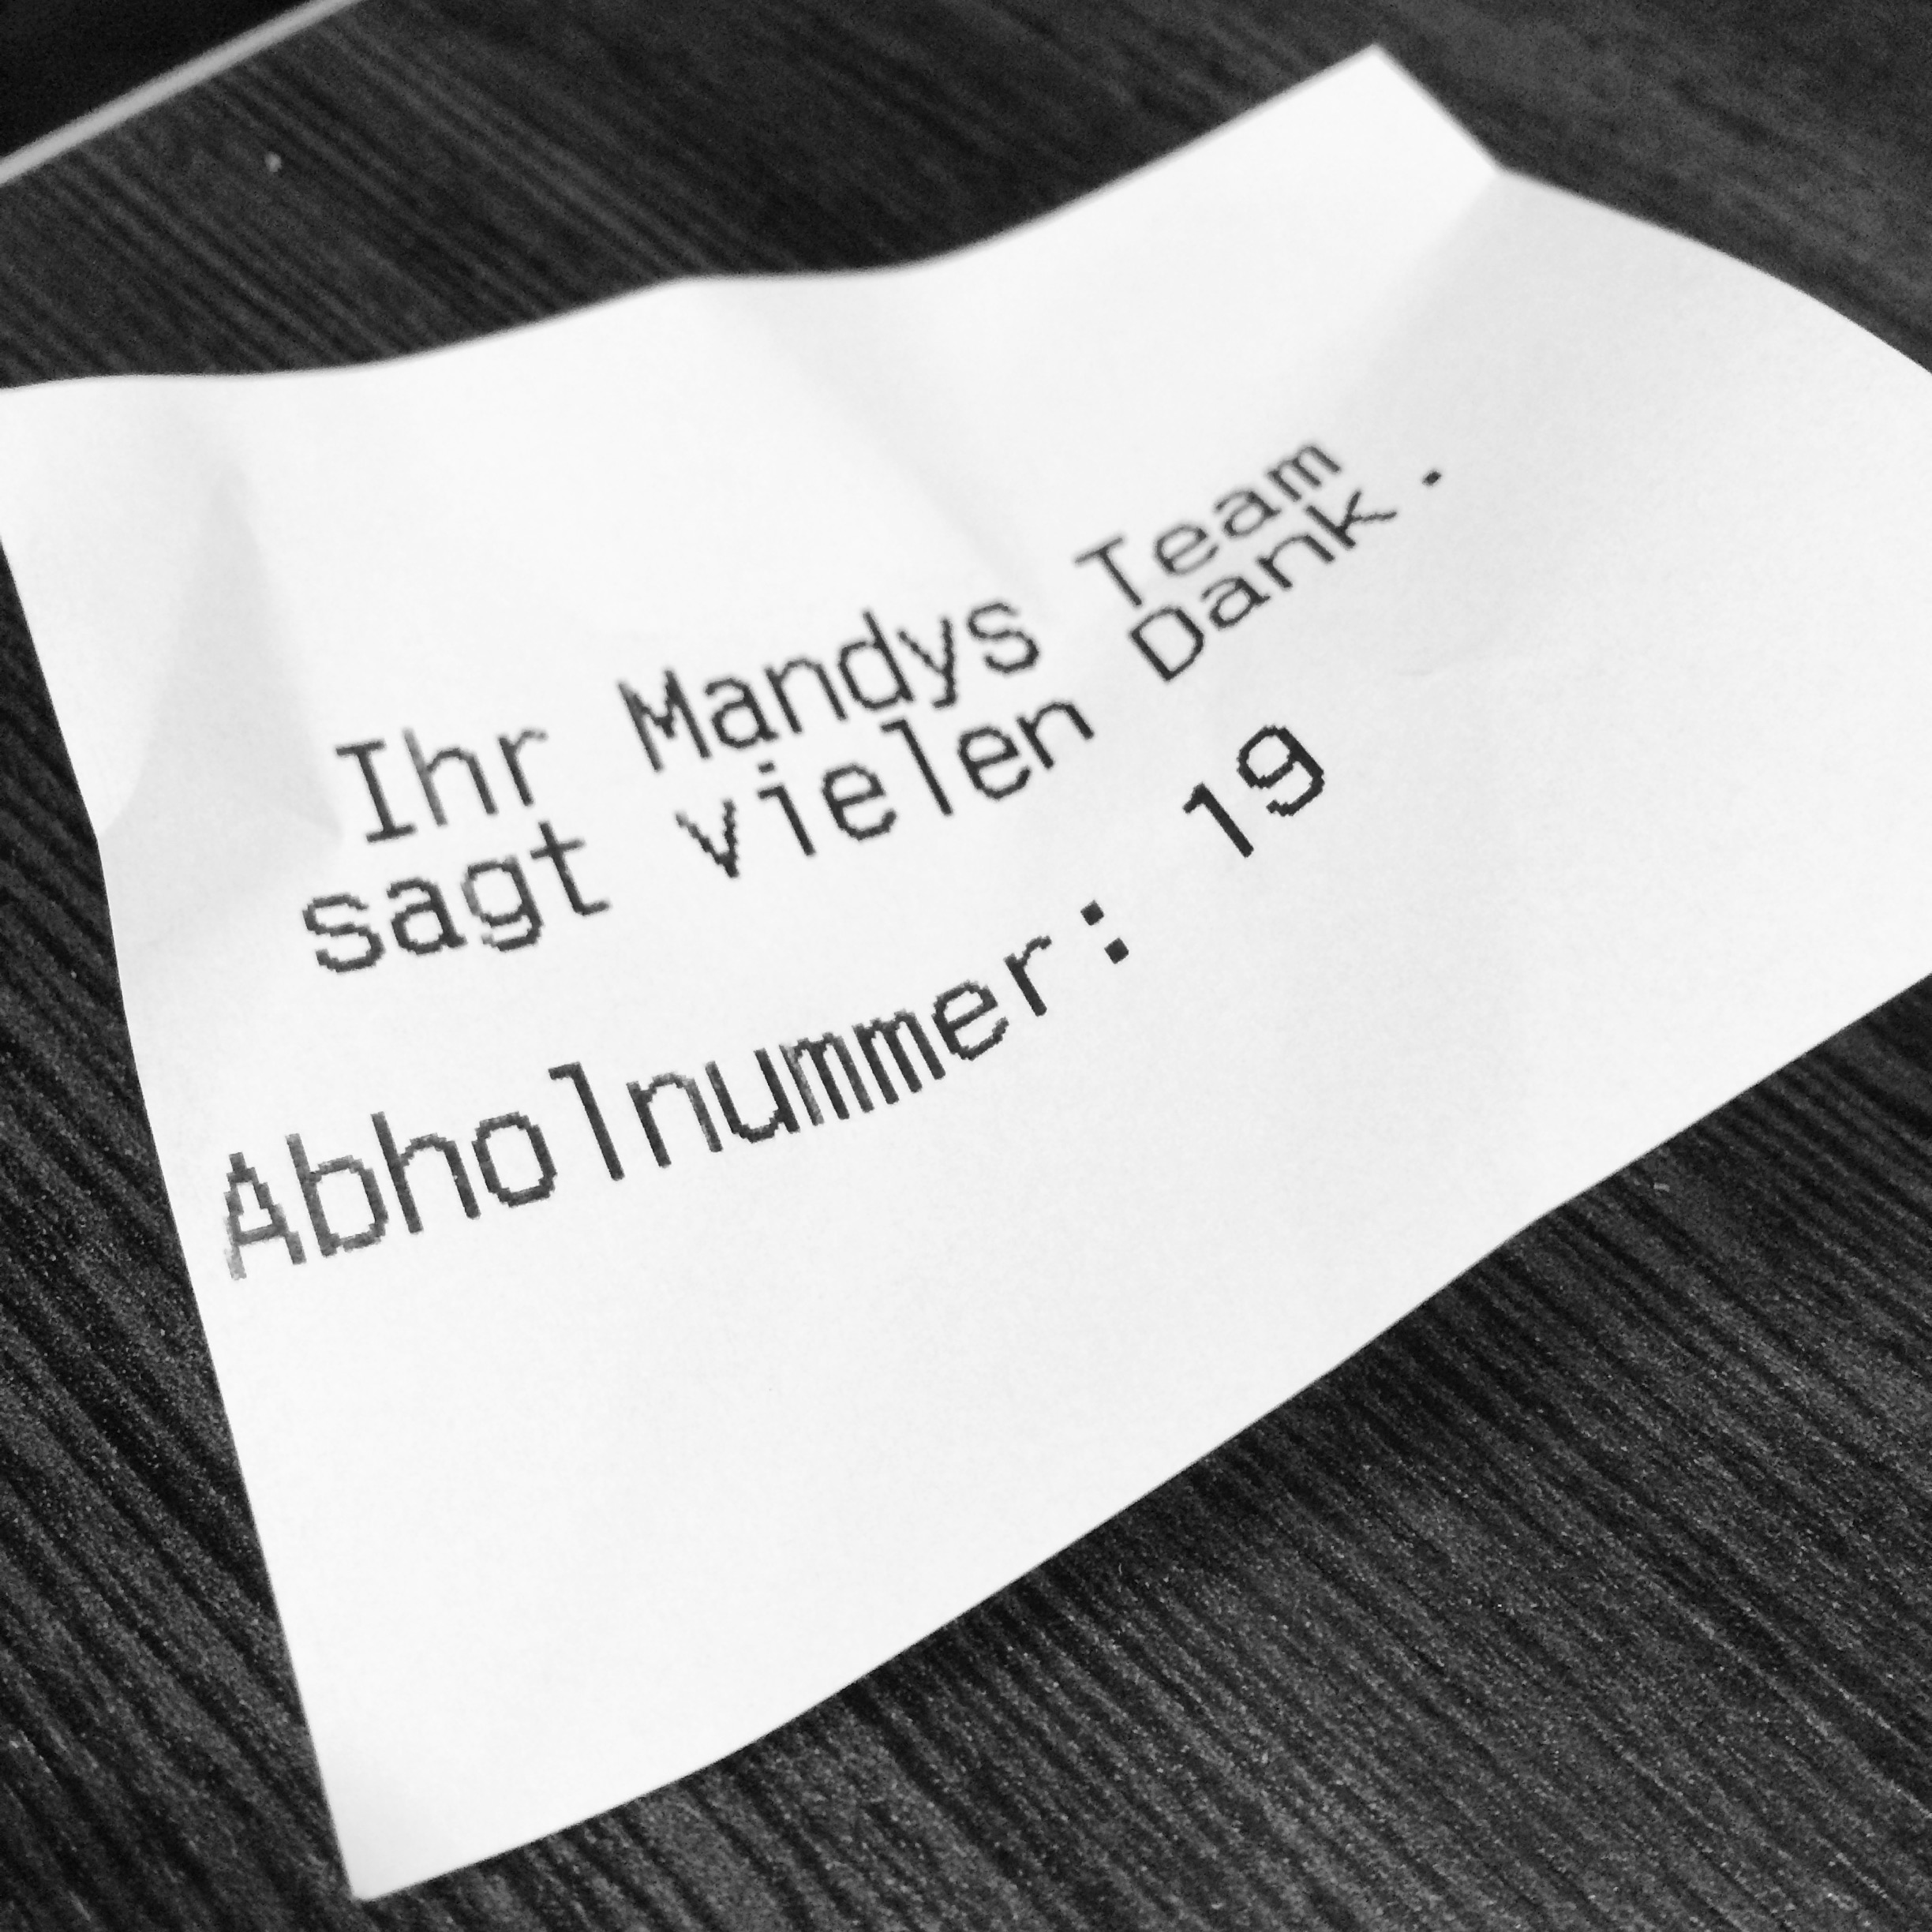 Ihr Mandys Team
sagt vielen Dank.
Abholnummer: 19